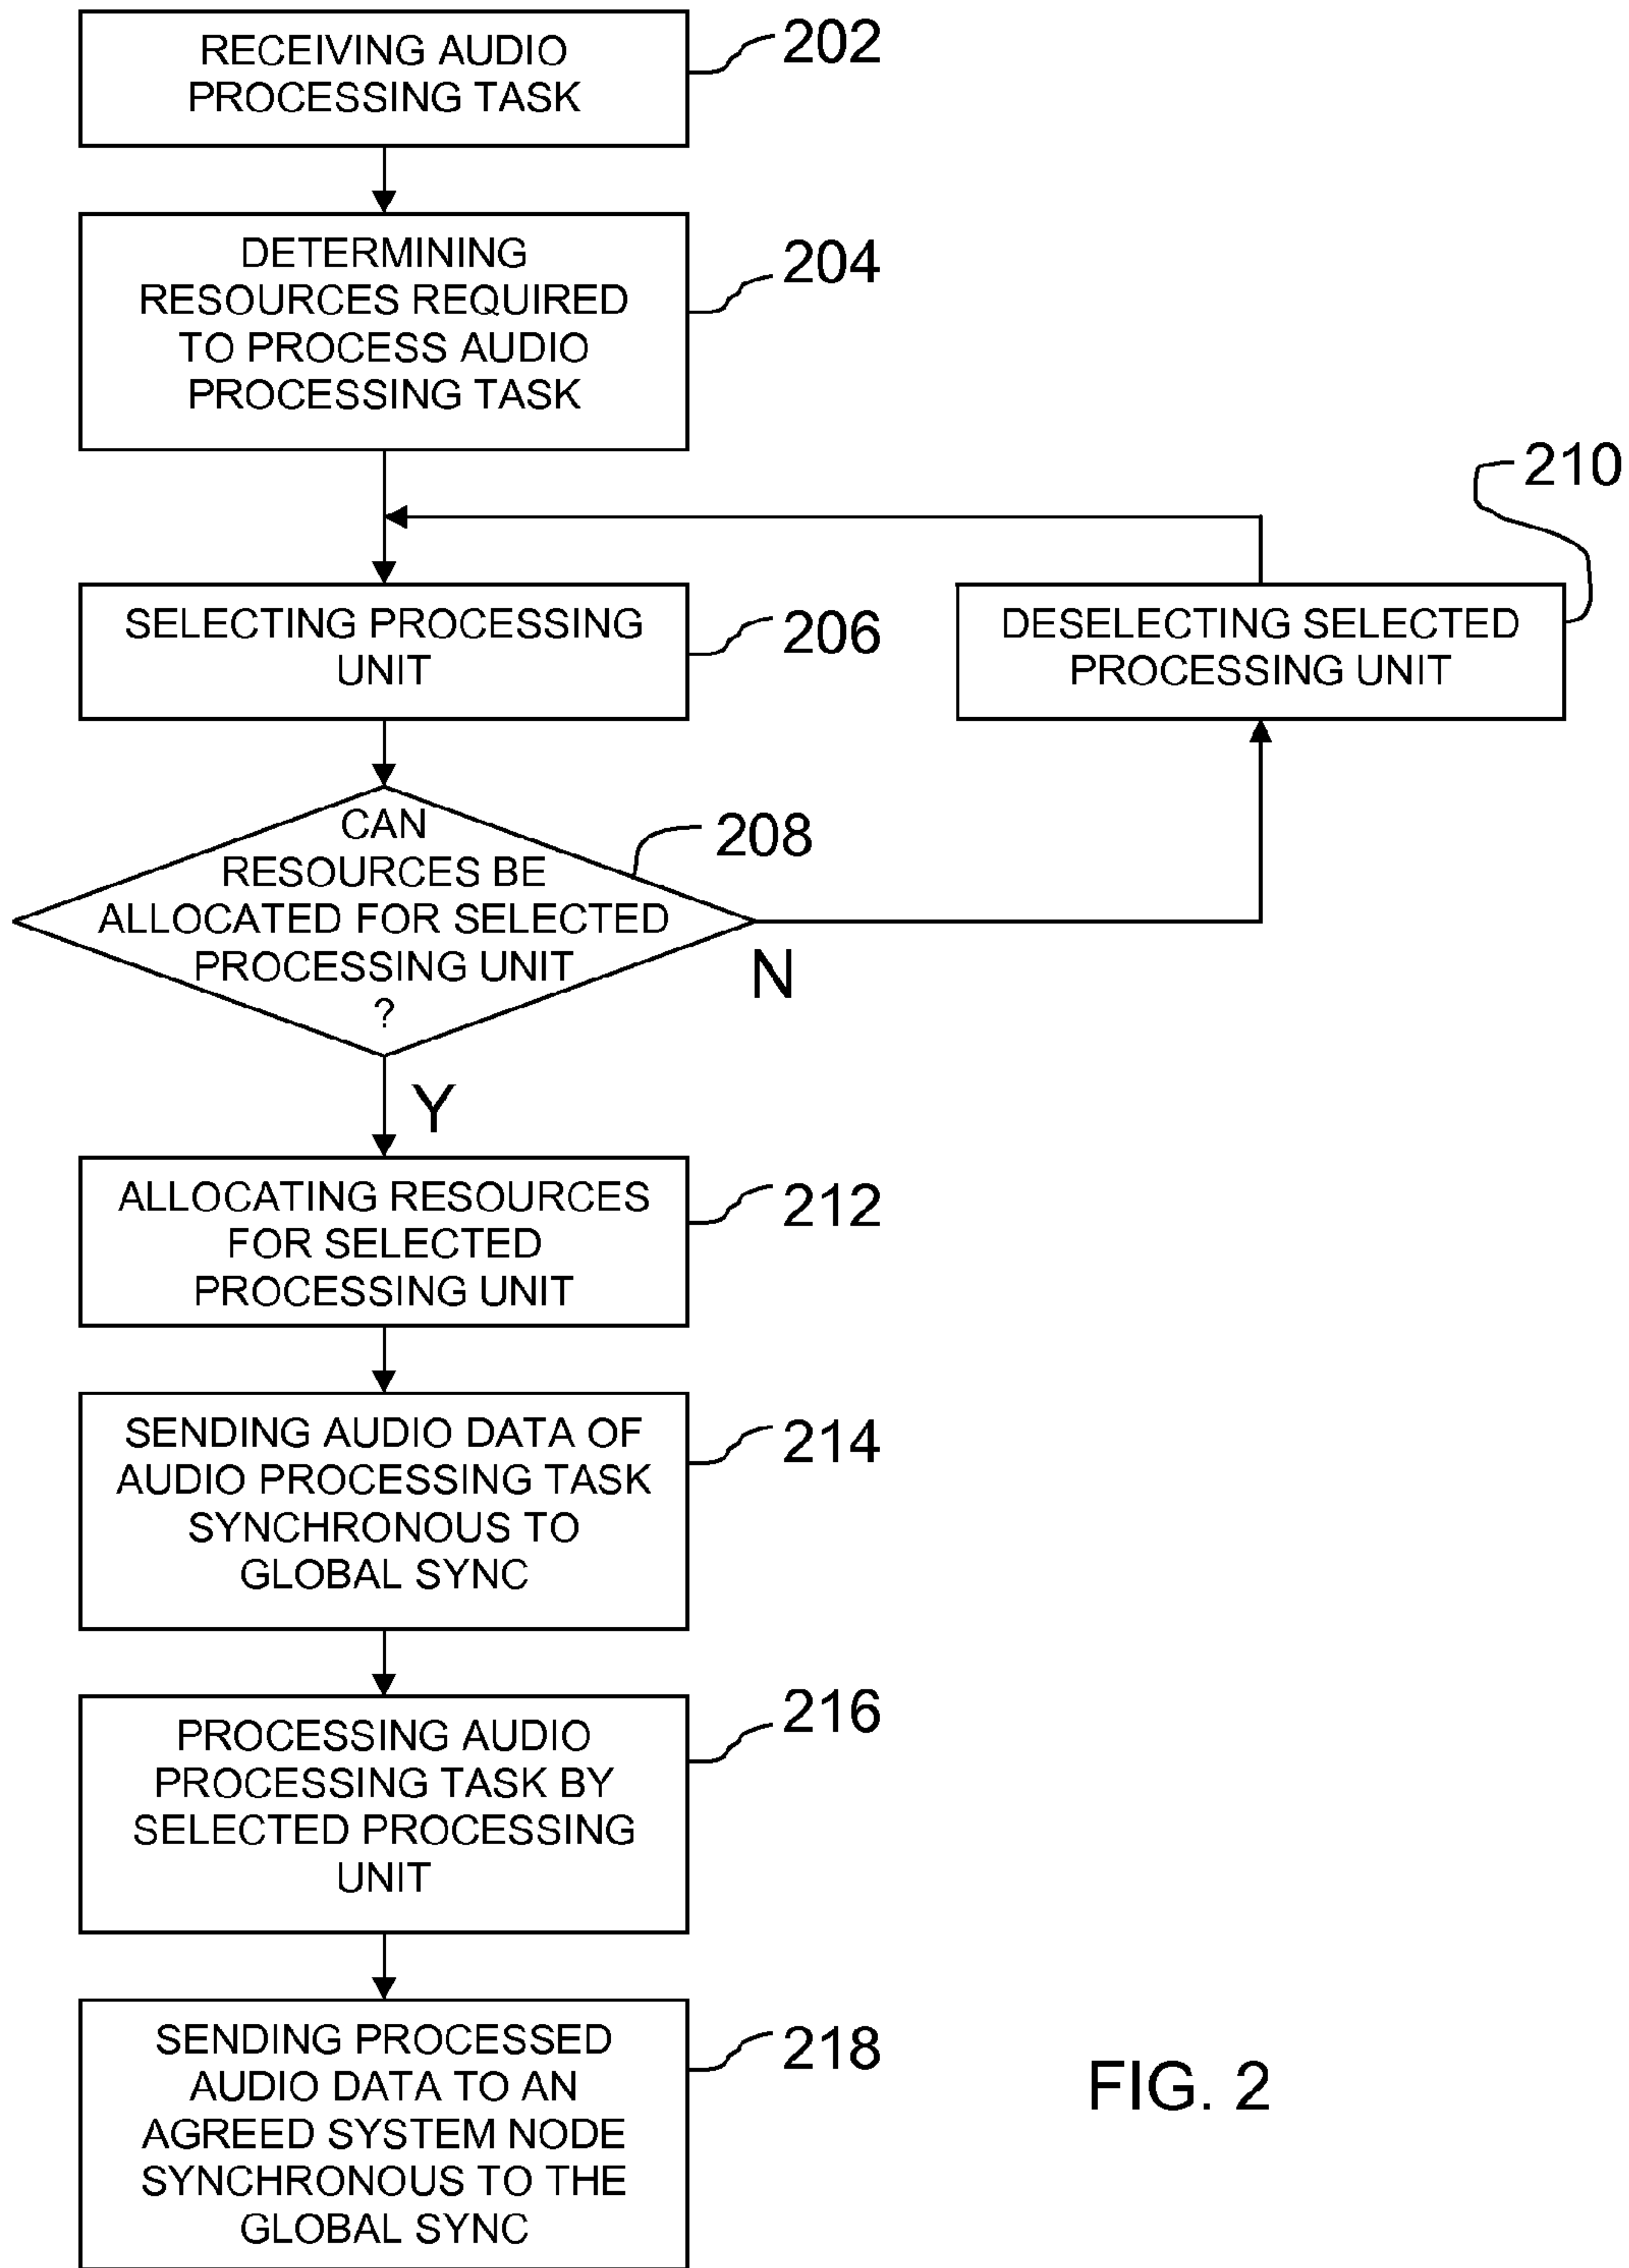 RECEIVING AUDIO
PROCESSING TASK
202
DETERMINING
RESOURCES REQUIRED
TO PROCESS AUDIO
PROCESSING TASK
204
SELECTING PROCESSING
UNIT
206
DESELECTING SELECTED
PROCESSING UNIT
210
CAN
RESOURCES BE
ALLOCATED FOR SELECTED
PROCESSING UNIT
?
208
N
Y
ALLOCATING RESOURCES
FOR SELECTED
PROCESSING UNIT
212
SENDING AUDIO DATA OF
AUDIO PROCESSING TASK
SYNCHRONOUS TO
GLOBAL SYNC
214
PROCESSING AUDIO
PROCESSING TASK BY
SELECTED PROCESSING
UNIT
216
SENDING PROCESSED
AUDIO DATA TO AN
AGREED SYSTEM NODE
SYNCHRONOUS TO THE
GLOBAL SYNC
218
FIG. 2